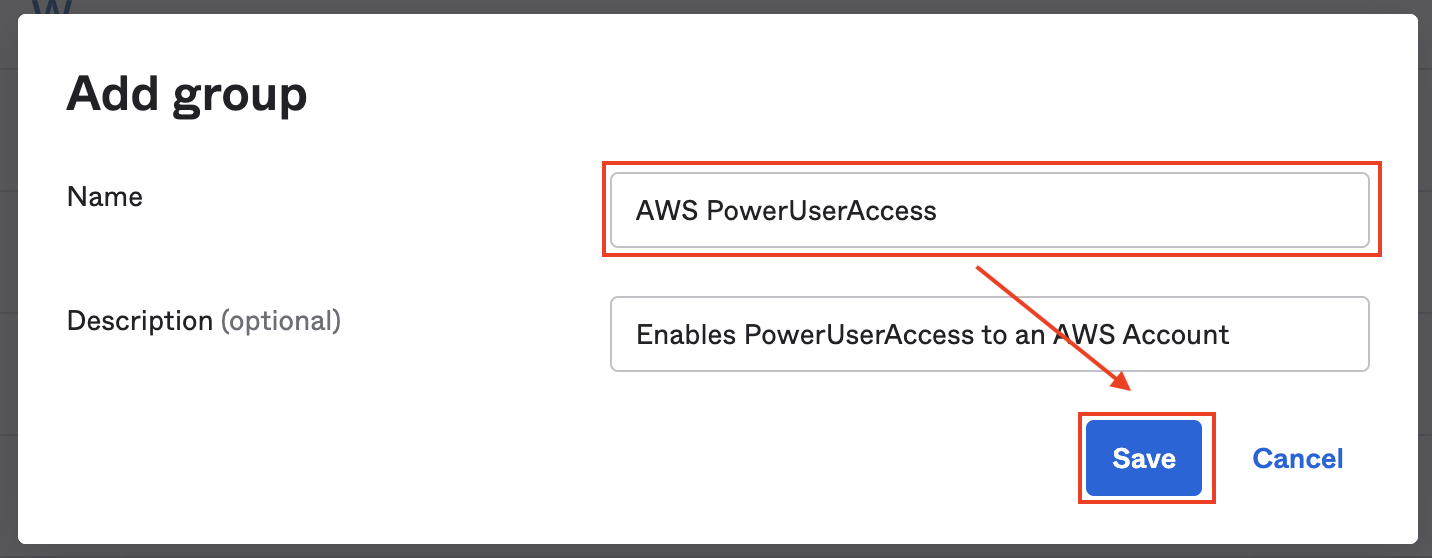 Add group
Name
AWS PowerUserAccess
Description (optional)
Enables PowerUserAccess to an AWS Account
Save
Cancel